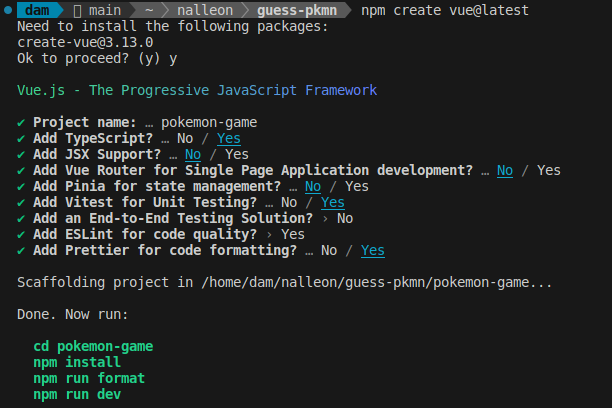 dam main ~ nalleon guess-pkmn npm create vue@latest
Need to install the following packages:
create-vue@3.13.0
Ok to proceed? (y) y
Vue.js - The Progressive JavaScript Framework
✔ Project name: … pokemon-game
✔ Add TypeScript? … No / Yes
✔ Add JSX Support? … No / Yes
✔ Add Vue Router for Single Page Application development? … No / Yes
✔ Add Pinia for state management? … No / Yes
✔ Add Vitest for Unit Testing? … No / Yes
✔ Add an End-to-End Testing Solution? › No
✔ Add ESLint for code quality? › Yes
✔ Add Prettier for code formatting? … No / Yes
Scaffolding project in /home/dam/nalleon/guess-pkmn/pokemon-game...
Done. Now run:
cd pokemon-game
npm install
npm run format
npm run dev